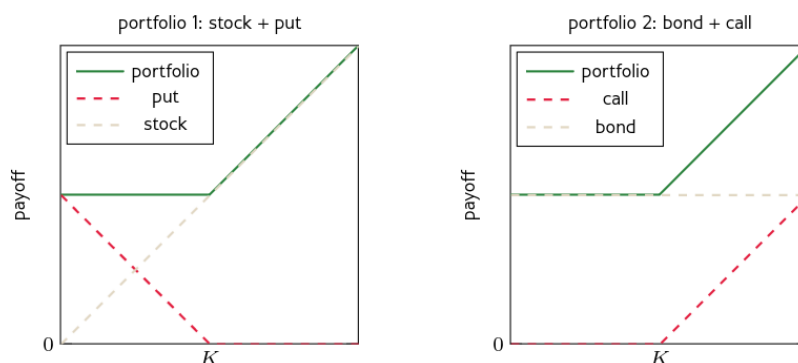 portfolio 1: stock + put
portfolio
put
stock
payoff
0
K
portfolio 2: bond + call
portfolio
call
bond
payoff
0
K